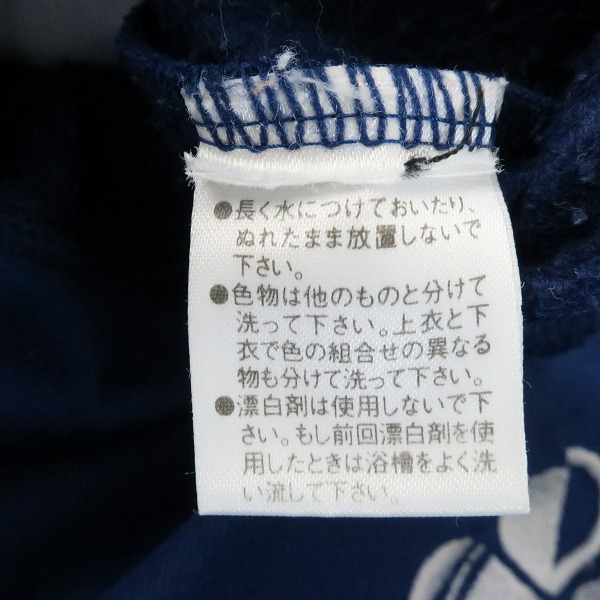 ●長く水につけておいたり、
ぬれたまま放置しないで
下さい。
●色物は他のものと分けて
洗って下さい。上衣と下
衣で色の組合せの異なる
物も分けて洗って下さい。
●漂白剤は使用しないで下
さい。もし前回漂白剤を使
用したときは浴槽をよく洗
い流して下さい。